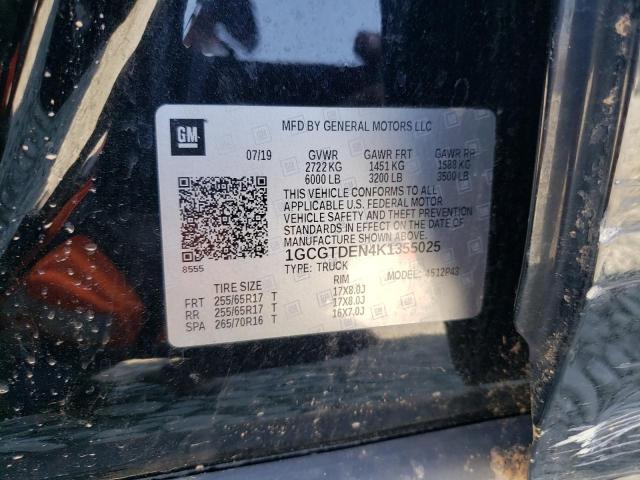 GM
MFD BY GENERAL MOTORS LLC
07/19 GVWR GAWR FRT GAWR RR
2722 KG 1451 KG 1588 KG
6000 LB 3200 LB 3500 LB
THIS VEHICLE CONFORMS TO ALL
APPLICABLE U.S. FEDERAL MOTOR
VEHICLE SAFETY AND THEFT PREVENTION
STANDARDS IN EFFECT ON THE DATE OF
MANUFACTURE SHOWN ABOVE.
1GCGTDEN4K1355025
8555
TYPE: TRUCK MODEL: 4512P43
TIRE SIZE RIM
FRT 255/65R17 T 17X8.0J
RR 255/65R17 T 17X8.0J
SPA 265/70R16 T 16X7.0J